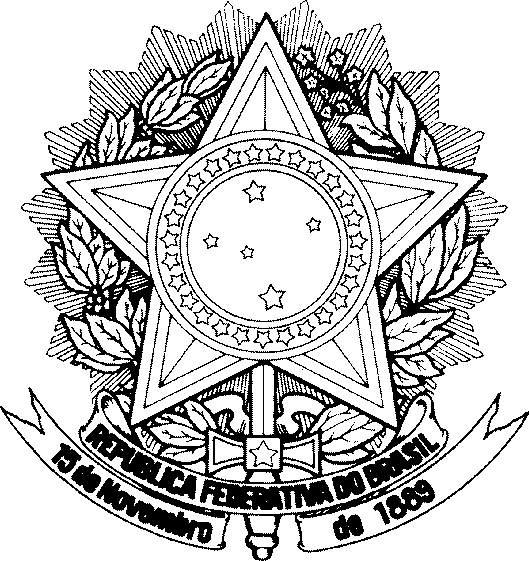 REPUBLICA FEDERATIVA DO BRASIL
15 de Novembro de 1889